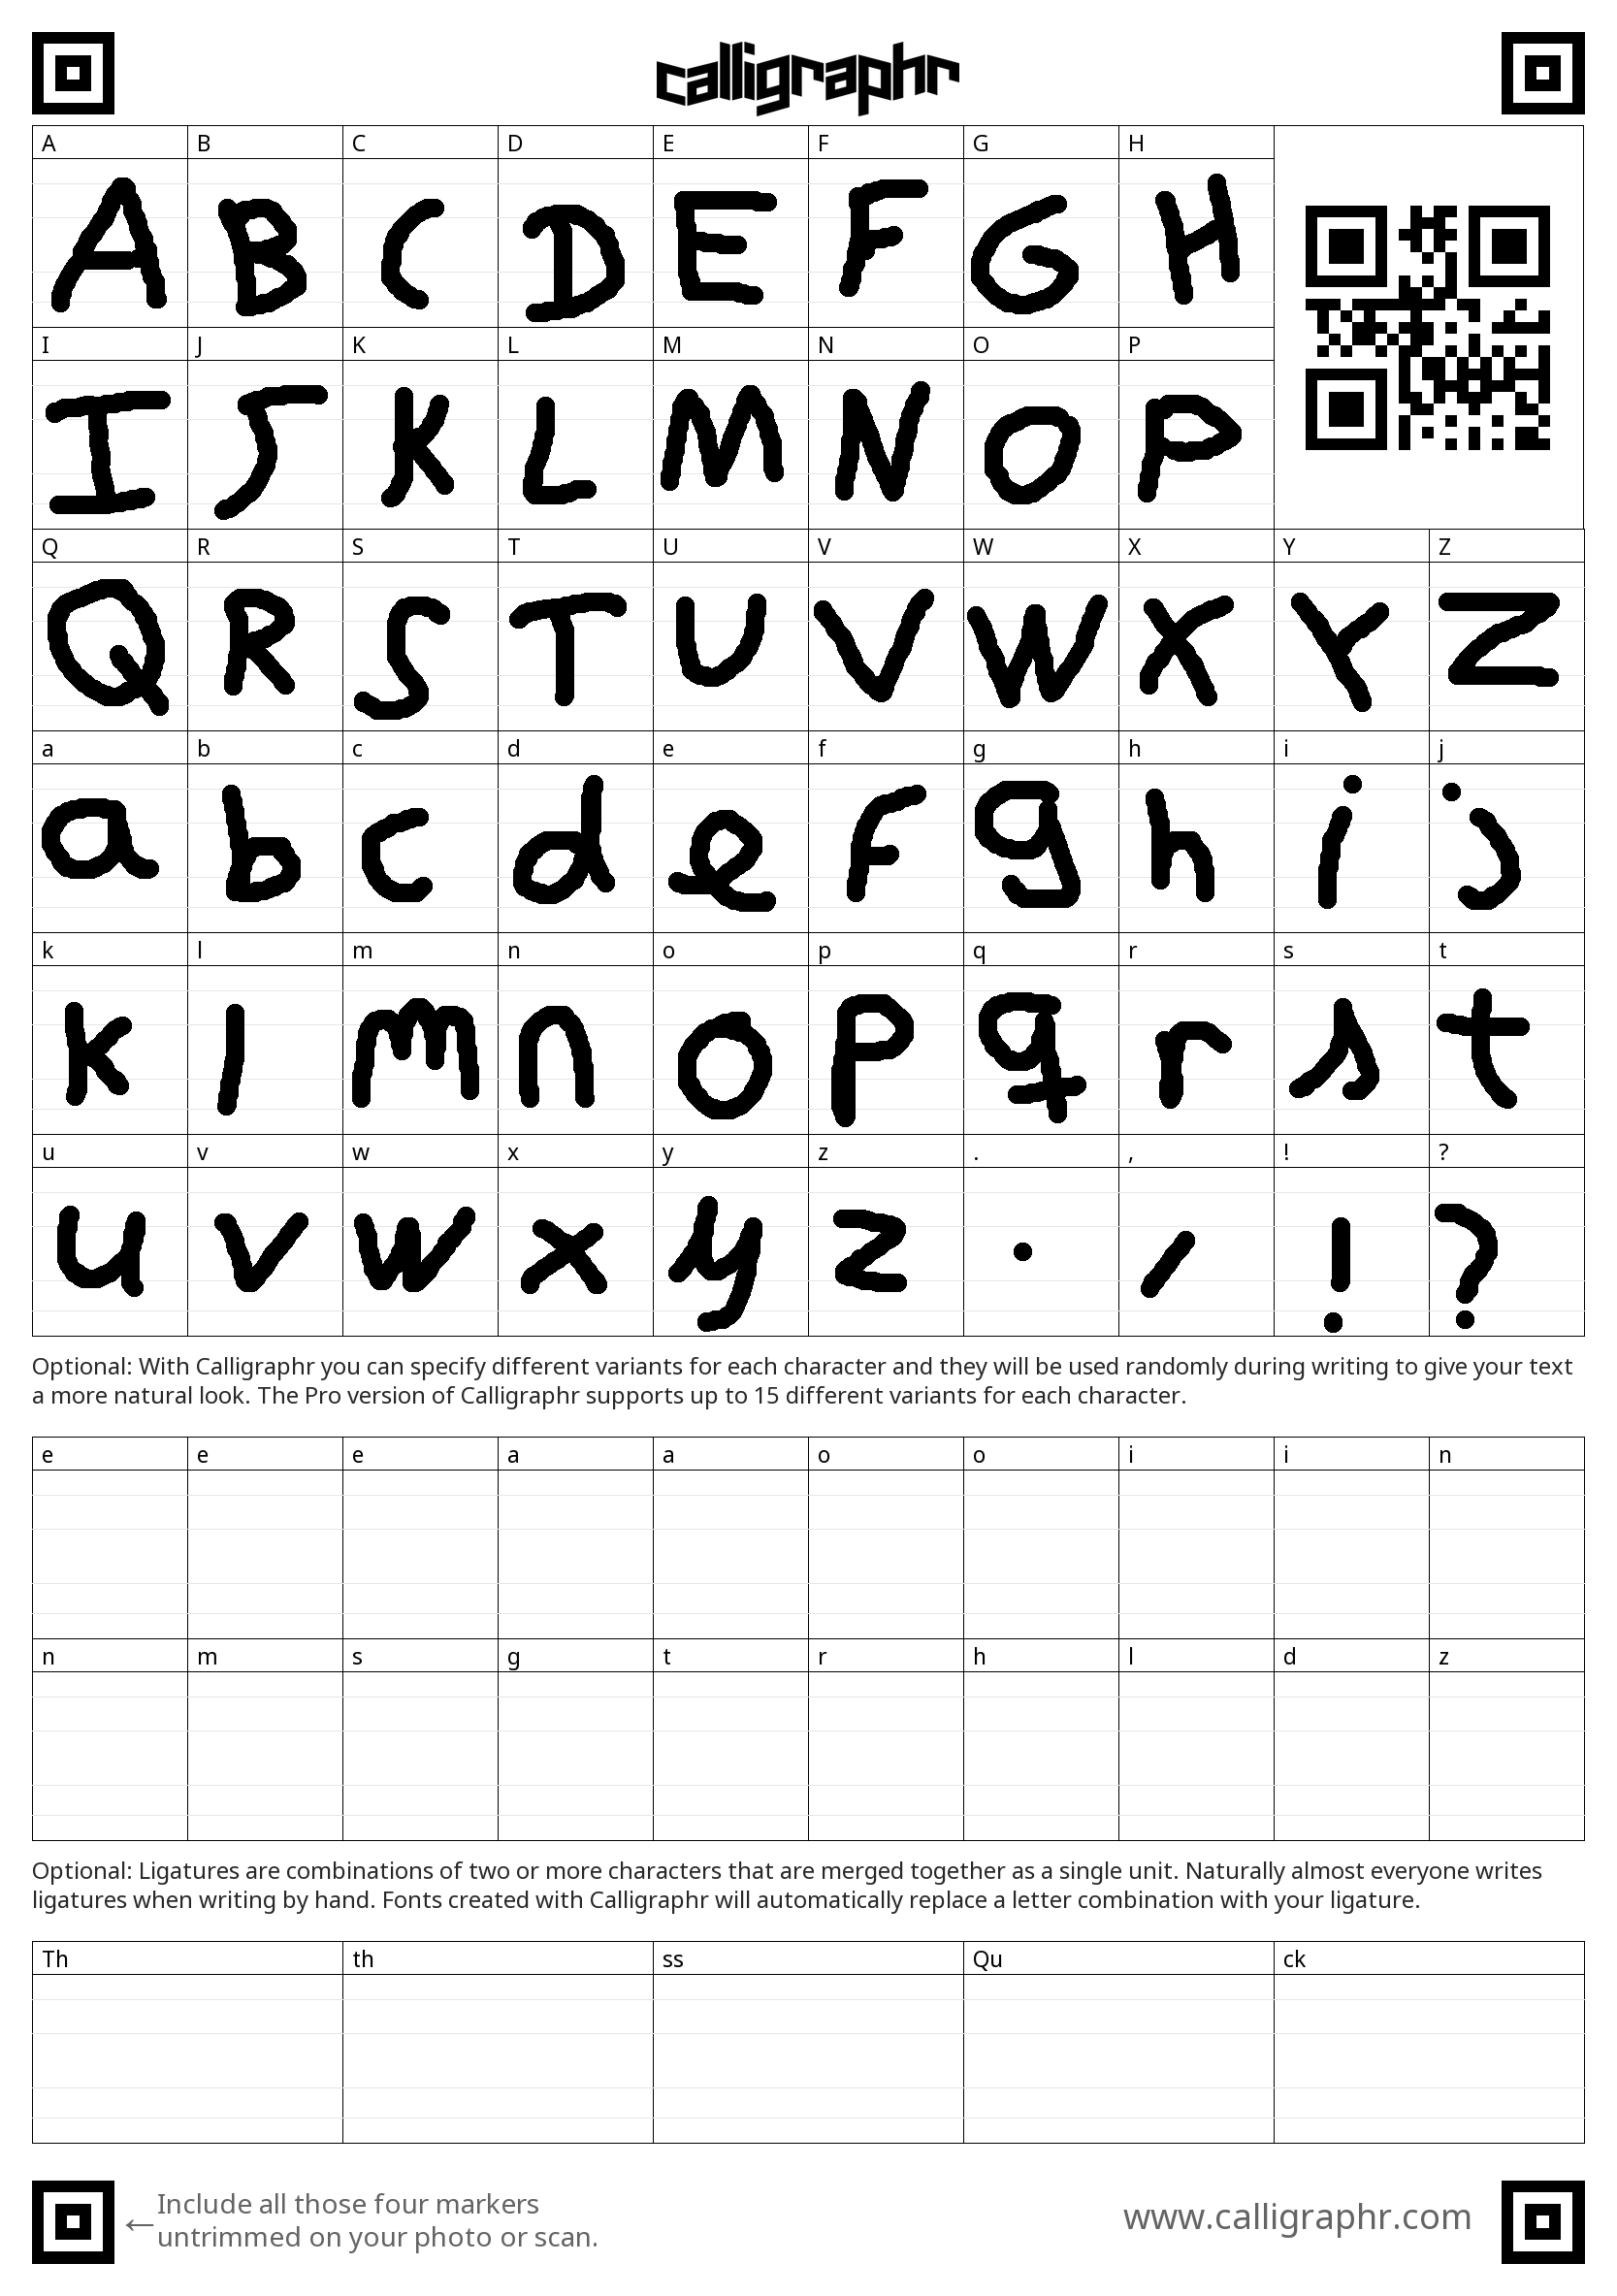 calligraphr
A B C D E F G H
A B C D E F G H
I J K L M N O P
I J K L M N O P
Q R S T U V W X Y Z
Q R S T U V W X Y Z
a b c d e f g h i j
a b c d e f g h i j
k l m n o p q r s t
k l m n o p q r s t
u v w x y z . , ! ?
u v w x y z . , ! ?
Optional: With Calligraphr you can specify different variants for each character and they will be used randomly during writing to give your text
a more natural look. The Pro version of Calligraphr supports up to 15 different variants for each character.
e e e a a o o i i n
n m s g t r h l d z
Optional: Ligatures are combinations of two or more characters that are merged together as a single unit. Naturally almost everyone writes
ligatures when writing by hand. Fonts created with Calligraphr will automatically replace a letter combination with your ligature.
Th th ss Qu ck
←Include all those four markers
untrimmed on your photo or scan.
www.calligraphr.com